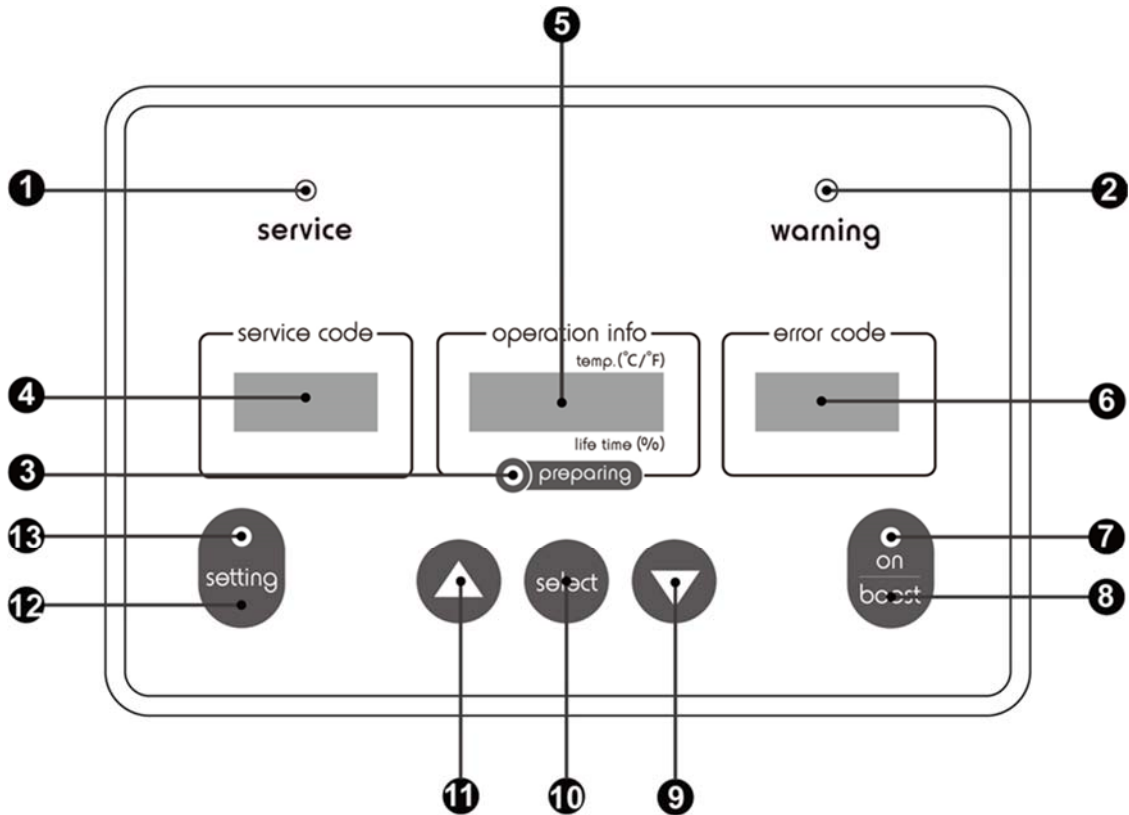 5
1
2
service
warning
service code
operation info
error code
temp.(°C/°F)
4
6
life time (%)
3
preparing
13
7
on
setting
select
12
boost
8
11
10
9